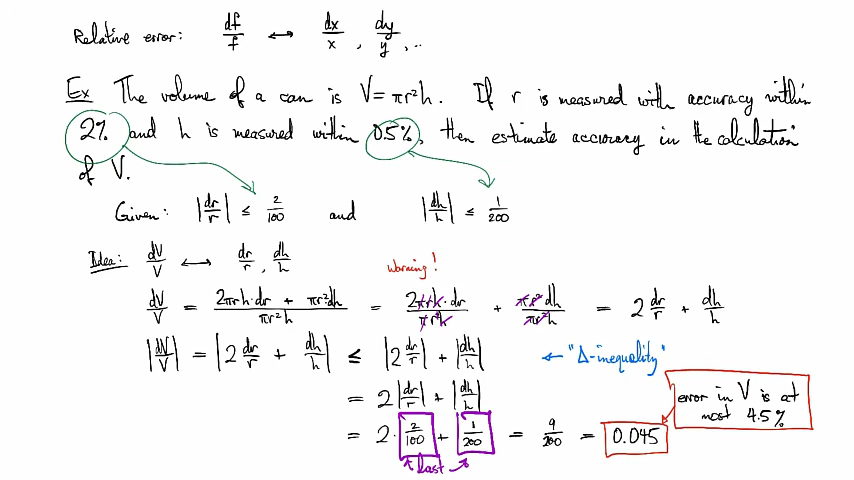 Relative error: df/f ↔ dx/x, dy/y, ..
Ex The volume of a can is V=πr²h. If r is measured with accuracy within
2% and h is measured within 0.5%, then estimate accuracy in the calculation
of V.
Given: |dr/r| ≤ 2/100 and |dh/h| ≤ 1/200
Idea: dV/V ↔ dr/r, dh/h
Warning!
dV/V = (2πrh·dr + πr²dh)/(πr²h) = (2πrh·dr)/(πr²h) + (πr²dh)/(πr²h) = 2 dr/r + dh/h
|dV/V| = |2 dr/r + dh/h| ≤ |2 dr/r| + |dh/h| ← "Δ-inequality"
= 2|dr/r| + |dh/h|
= 2·2/100 + 1/200 = 9/200 = 0.045
error in V is at
most 4.5%
last